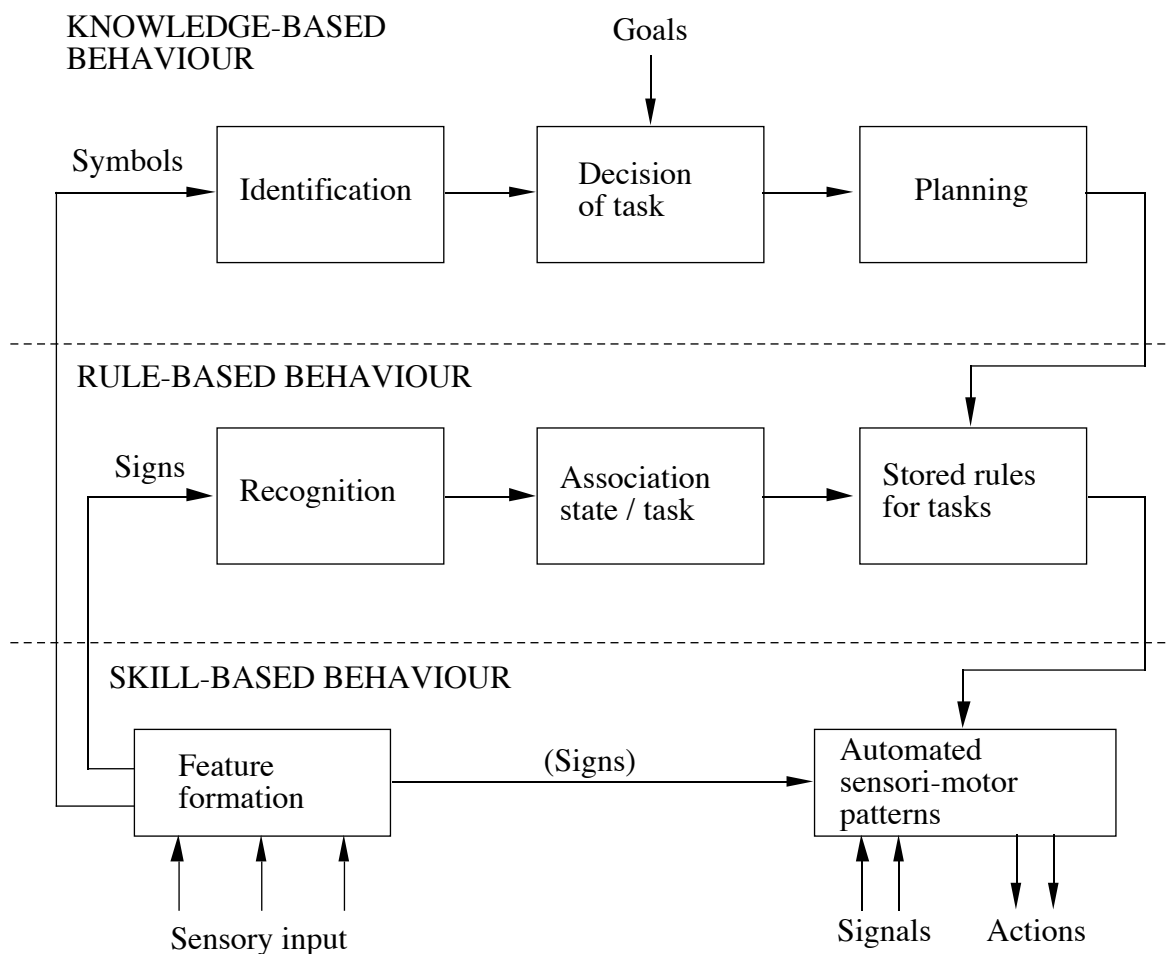 KNOWLEDGE-BASED
BEHAVIOUR
Goals
Symbols
Identification
Decision
of task
Planning
RULE-BASED BEHAVIOUR
Signs
Recognition
Association
state / task
Stored rules
for tasks
SKILL-BASED BEHAVIOUR
Feature
formation
(Signs)
Automated
sensori-motor
patterns
Sensory input
Signals
Actions